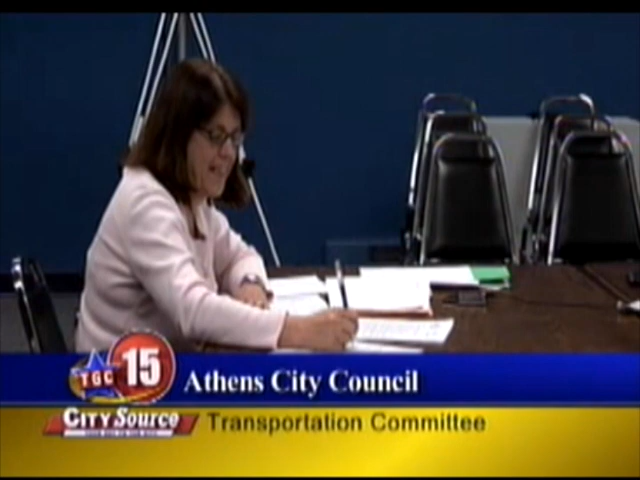 TGC 15
Athens City Council
CITY SOURCE
Transportation Committee